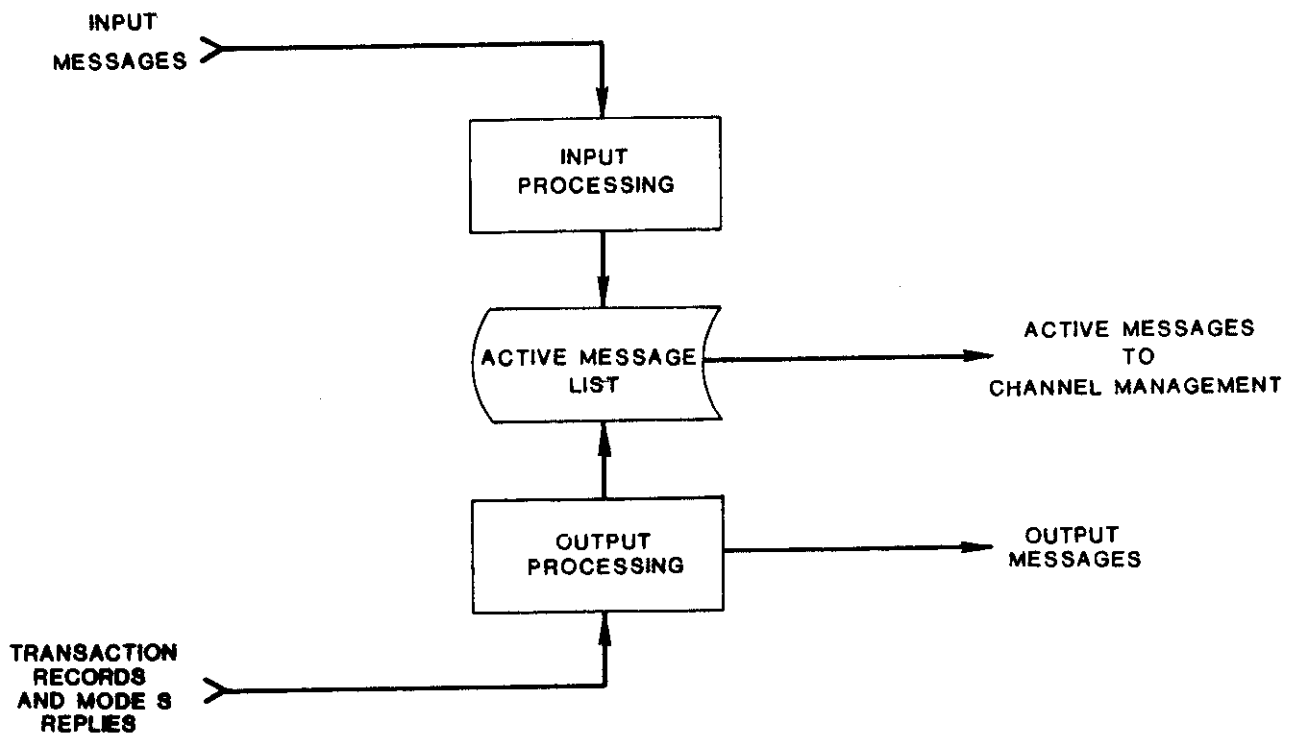 INPUT
MESSAGES
INPUT
PROCESSING
ACTIVE MESSAGE
LIST
ACTIVE MESSAGES
TO
CHANNEL MANAGEMENT
OUTPUT
PROCESSING
OUTPUT
MESSAGES
TRANSACTION
RECORDS
AND MODE S
REPLIES